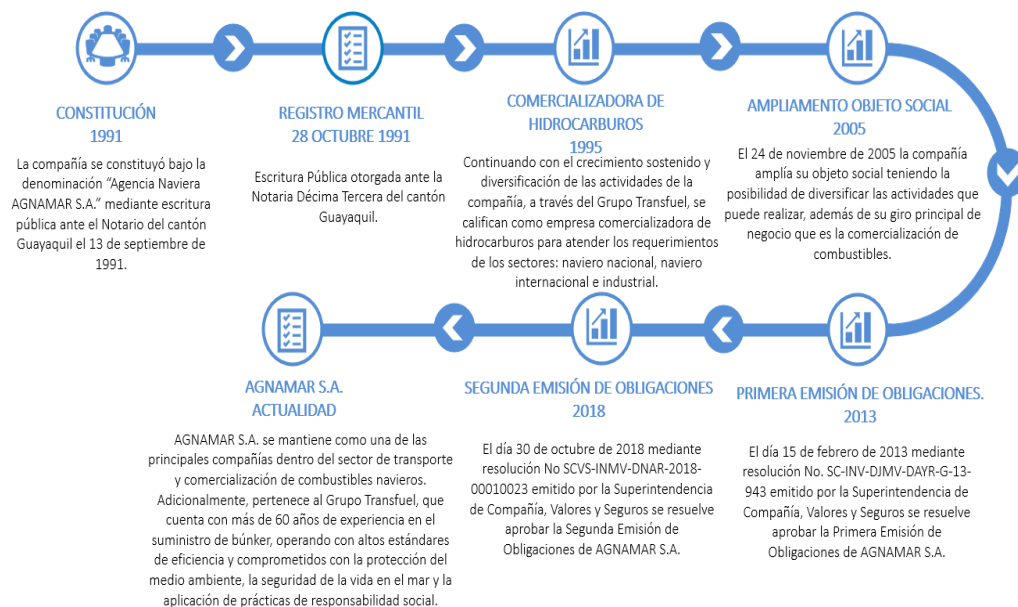 CONSTITUCIÓN
1991
La compañía se constituyó bajo la
denominación “Agencia Naviera
AGNAMAR S.A.” mediante escritura
pública ante el Notario del cantón
Guayaquil el 13 de septiembre de
1991.
REGISTRO MERCANTIL
28 OCTUBRE 1991
Escritura Pública otorgada ante la
Notaria Décima Tercera del cantón
Guayaquil.
COMERCIALIZADORA DE
HIDROCARBUROS
1995
Continuando con el crecimiento sostenido y
diversificación de las actividades de la
compañía, a través del Grupo Transfuel, se
califican como empresa comercializadora de
hidrocarburos para atender los requerimientos
de los sectores: naviero nacional, naviero
internacional e industrial.
AMPLIAMENTO OBJETO SOCIAL
2005
El 24 de noviembre de 2005 la compañía
amplía su objeto social teniendo la
posibilidad de diversificar las actividades que
puede realizar, además de su giro principal de
negocio que es la comercialización de
combustibles.
PRIMERA EMISIÓN DE OBLIGACIONES.
2013
El día 15 de febrero de 2013 mediante
resolución No. SC-INV-DJMV-DAYR-G-13-
943 emitido por la Superintendencia
de Compañía, Valores y Seguros se resuelve
aprobar la Primera Emisión de
Obligaciones de AGNAMAR S.A.
SEGUNDA EMISIÓN DE OBLIGACIONES
2018
El día 30 de octubre de 2018 mediante
resolución No SCVS-INMV-DNAR-2018-
00010023 emitido por la Superintendencia
de Compañía, Valores y Seguros se resuelve
aprobar la Segunda Emisión de
Obligaciones de AGNAMAR S.A.
AGNAMAR S.A.
ACTUALIDAD
AGNAMAR S.A. se mantiene como una de las
principales compañías dentro del sector de transporte
y comercialización de combustibles navieros.
Adicionalmente, pertenece al Grupo Transfuel, que
cuenta con más de 60 años de experiencia en el
suministro de búnker, operando con altos estándares
de eficiencia y comprometidos con la protección del
medio ambiente, la seguridad de la vida en el mar y la
aplicación de prácticas de responsabilidad social.